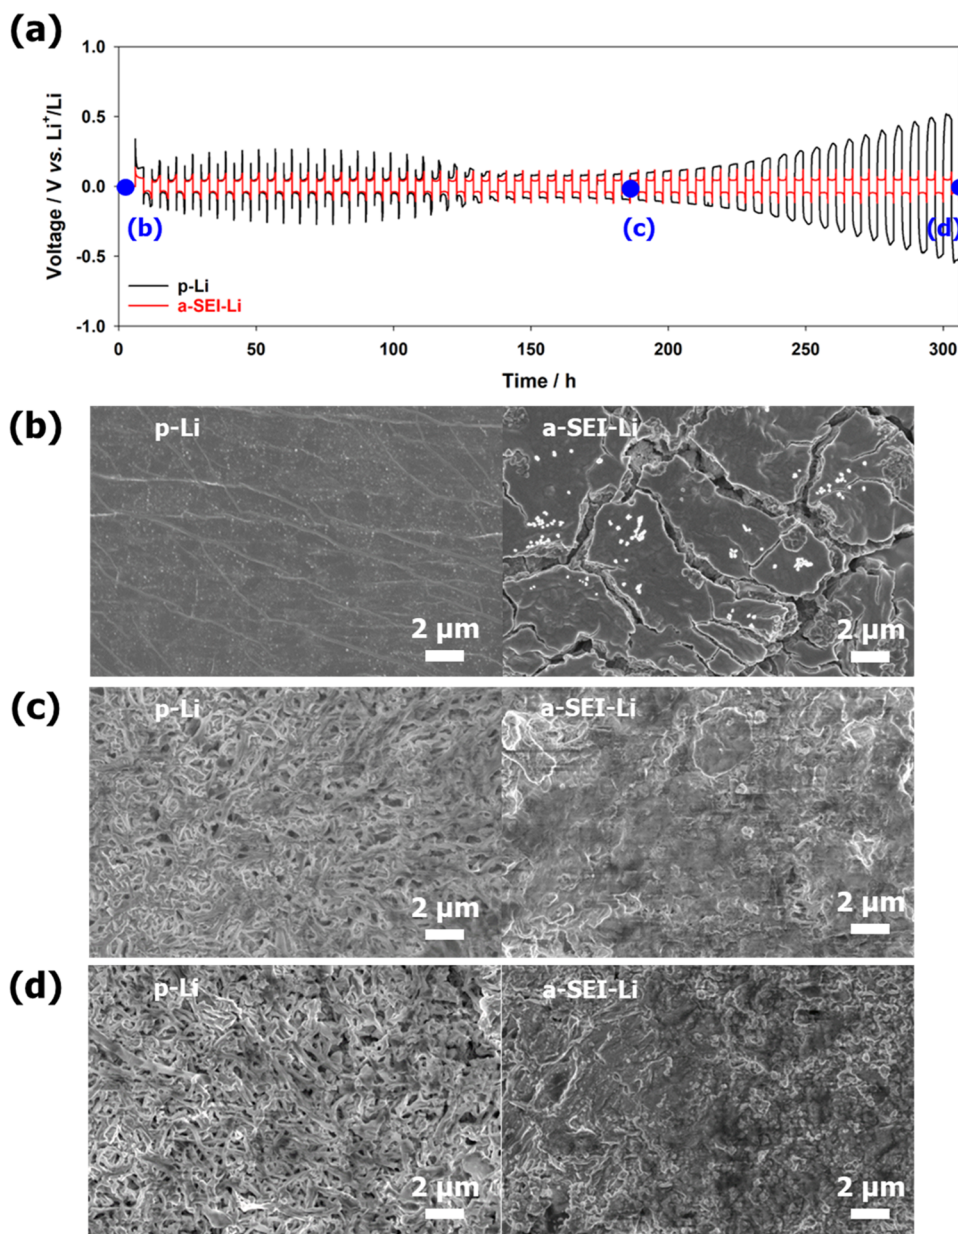 (a)
1.0
0.5
0.0
-0.5
-1.0
Voltage / V vs. Li⁺/Li
(b)
(c)
(d)
p-Li
a-SEI-Li
0
50
100
150
200
250
300
Time / h
(b)
p-Li
a-SEI-Li
2 μm
2 μm
(c)
p-Li
a-SEI-Li
2 μm
2 μm
(d)
p-Li
a-SEI-Li
2 μm
2 μm